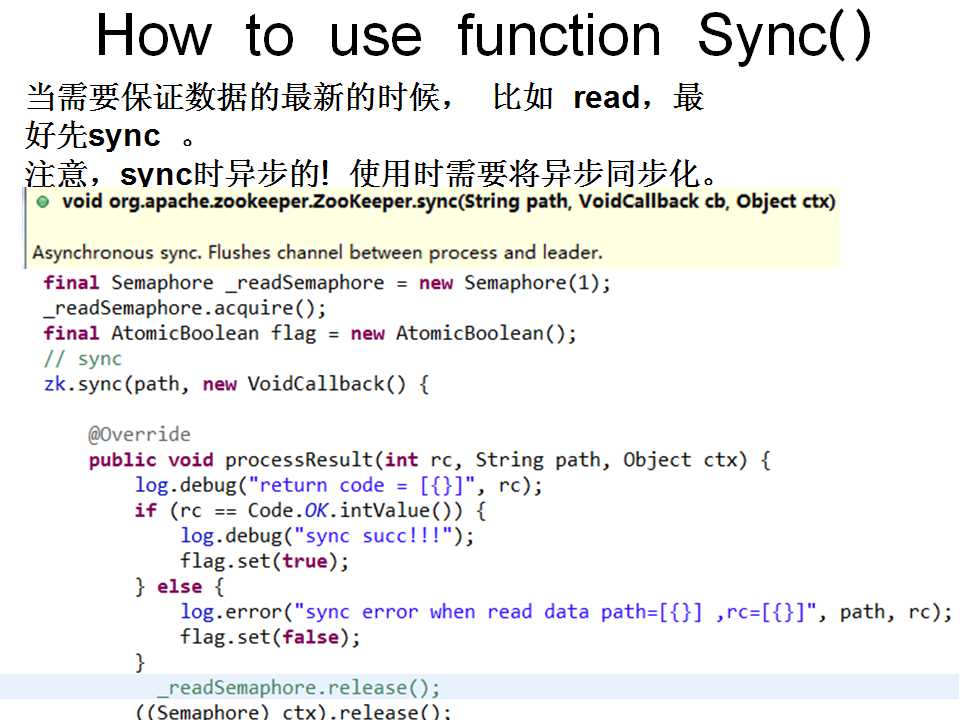 How to use function Sync()
当需要保证数据的最新的时候， 比如 read，最
好先sync 。
注意，sync时异步的! 使用时需要将异步同步化。
void org.apache.zookeeper.ZooKeeper.sync(String path, VoidCallback cb, Object ctx)
Asynchronous sync. Flushes channel between process and leader.
final Semaphore _readSemaphore = new Semaphore(1);
_readSemaphore.acquire();
final AtomicBoolean flag = new AtomicBoolean();
// sync
zk.sync(path, new VoidCallback() {
@Override
public void processResult(int rc, String path, Object ctx) {
log.debug("return code = [{}]", rc);
if (rc == Code.OK.intValue()) {
log.debug("sync succ!!!");
flag.set(true);
} else {
log.error("sync error when read data path=[{}] ,rc=[{}]", path, rc);
flag.set(false);
}
_readSemaphore.release();
((Semaphore) ctx).release();